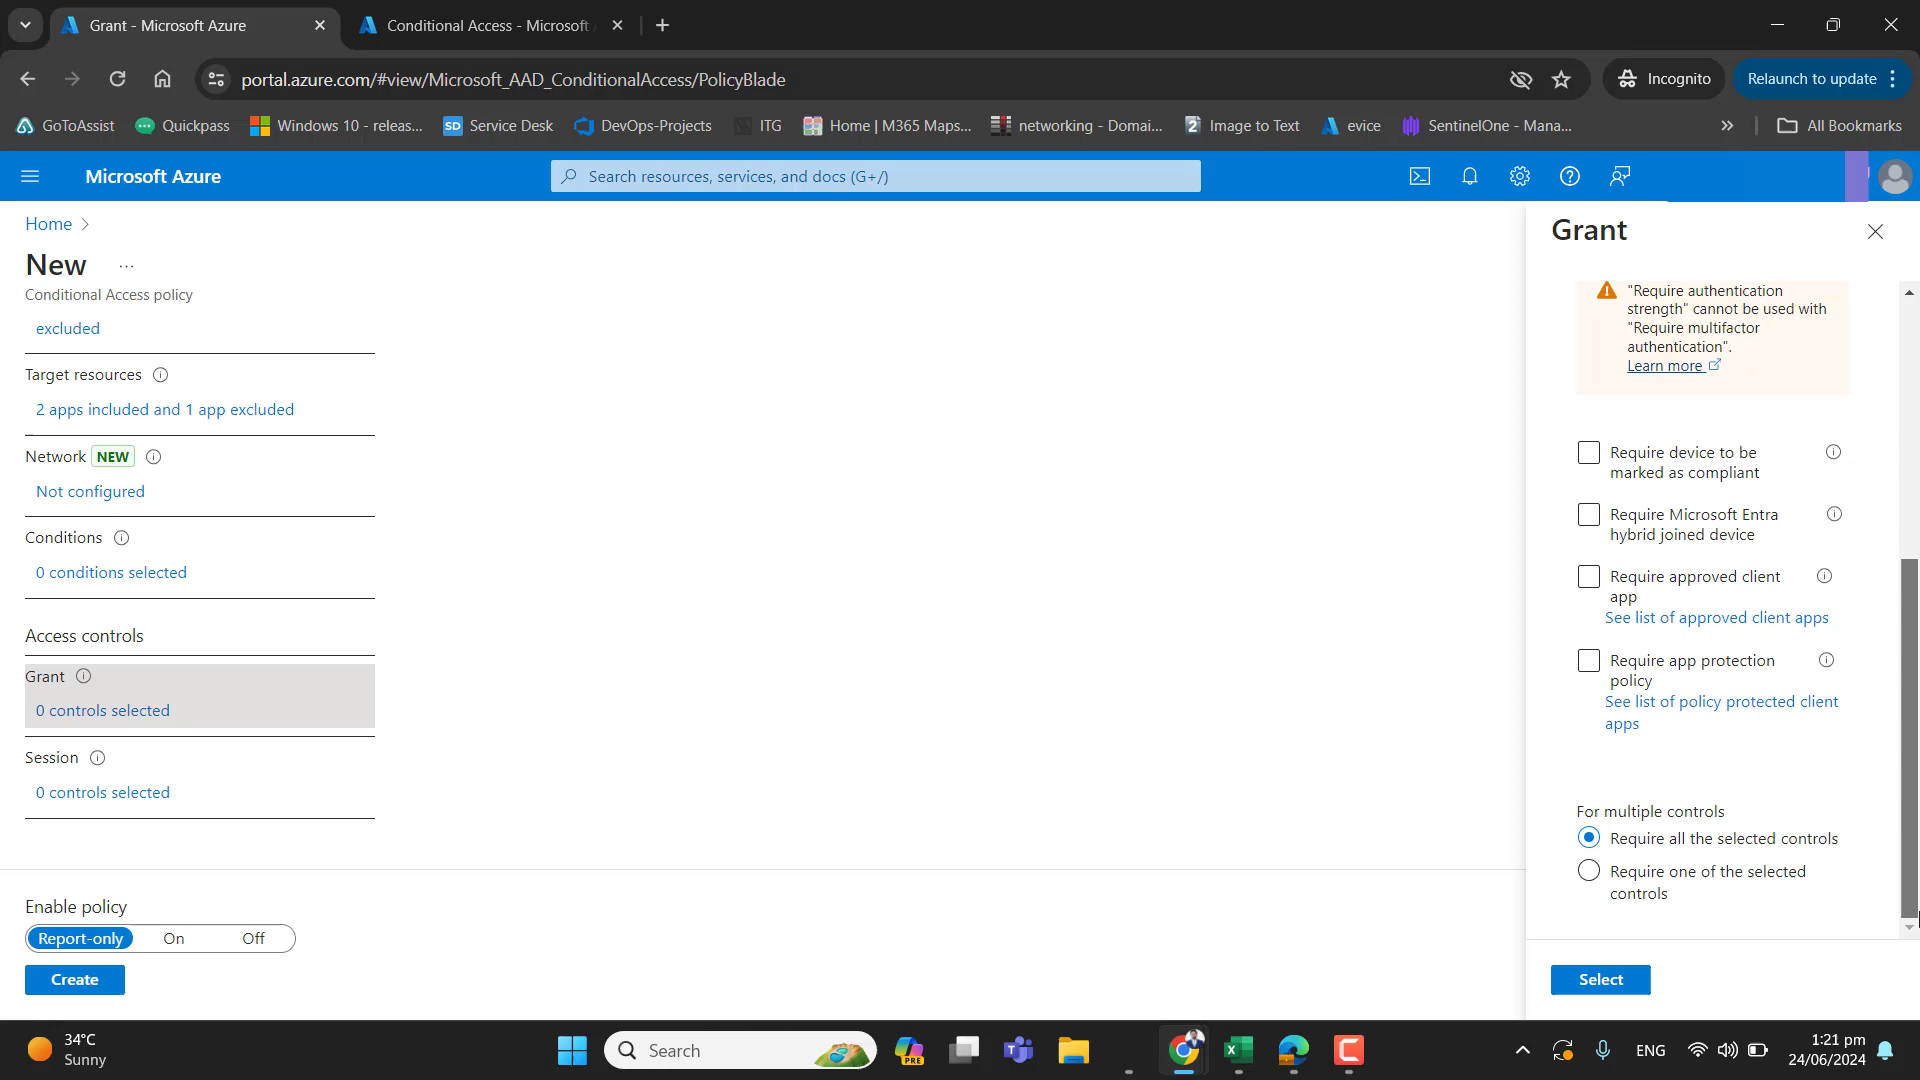 Grant - Microsoft Azure
Conditional Access - Microsoft
portal.azure.com/#view/Microsoft_AAD_ConditionalAccess/PolicyBlade
Incognito
Relaunch to update
GoToAssist
Quickpass
Windows 10 - releas...
SD Service Desk
DevOps-Projects
ITG
Home | M365 Maps...
networking - Domai...
Image to Text
evice
SentinelOne - Mana...
All Bookmarks
Microsoft Azure
Search resources, services, and docs (G+/)
Home
New ...
Conditional Access policy
excluded
Target resources
2 apps included and 1 app excluded
Network NEW
Not configured
Conditions
0 conditions selected
Access controls
Grant
0 controls selected
Session
0 controls selected
Enable policy
Report-only On Off
Create
Grant
"Require authentication
strength" cannot be used with
"Require multifactor
authentication".
Learn more
Require device to be
marked as compliant
Require Microsoft Entra
hybrid joined device
Require approved client
app
See list of approved client apps
Require app protection
policy
See list of policy protected client
apps
For multiple controls
Require all the selected controls
Require one of the selected
controls
Select
34°C
Sunny
Search
PRE
ENG
1:21 pm
24/06/2024